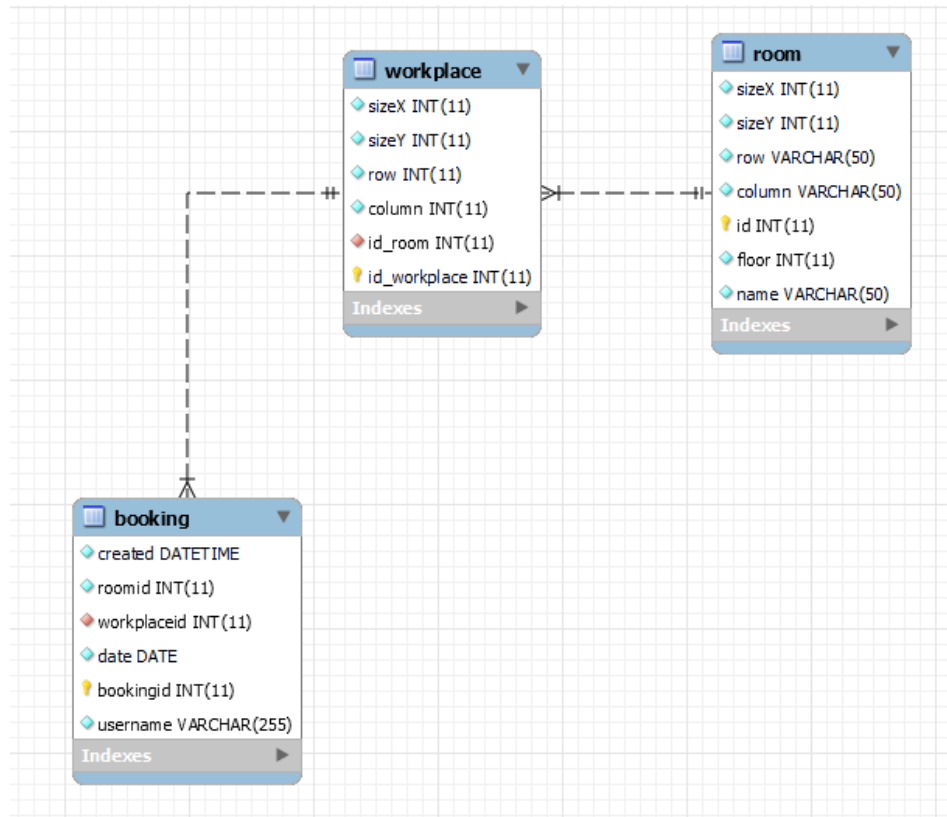 workplace
sizeX INT(11)
sizeY INT(11)
row INT(11)
column INT(11)
id_room INT(11)
id_workplace INT(11)
Indexes
room
sizeX INT(11)
sizeY INT(11)
row VARCHAR(50)
column VARCHAR(50)
id INT(11)
floor INT(11)
name VARCHAR(50)
Indexes
booking
created DATETIME
roomid INT(11)
workplaceid INT(11)
date DATE
bookingid INT(11)
username VARCHAR(255)
Indexes